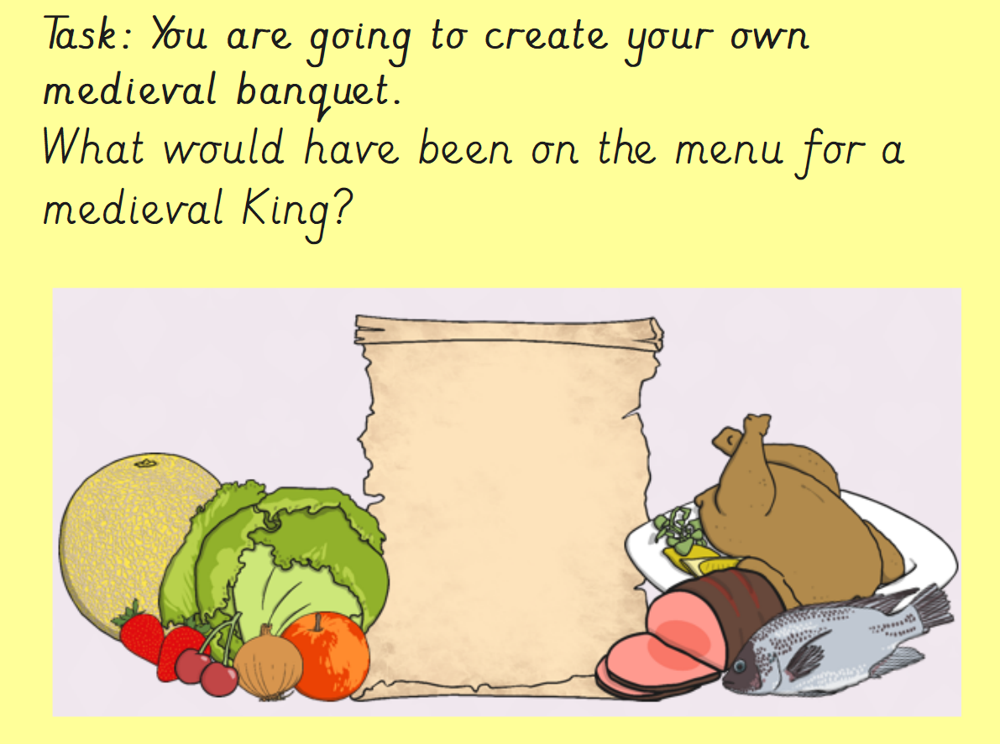 Task: You are going to create your own
medieval banquet.
What would have been on the menu for a
medieval King?